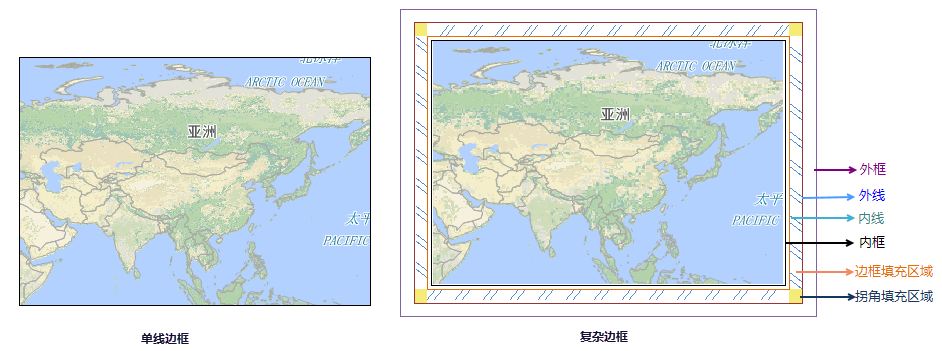 北冰洋
ARCTIC OCEAN
亚洲
太平
PACIFIC
单线边框
北冰洋
ARCTIC OCEAN
亚洲
太平
PACIFIC
外框
外线
内线
内框
边框填充区域
拐角填充区域
复杂边框